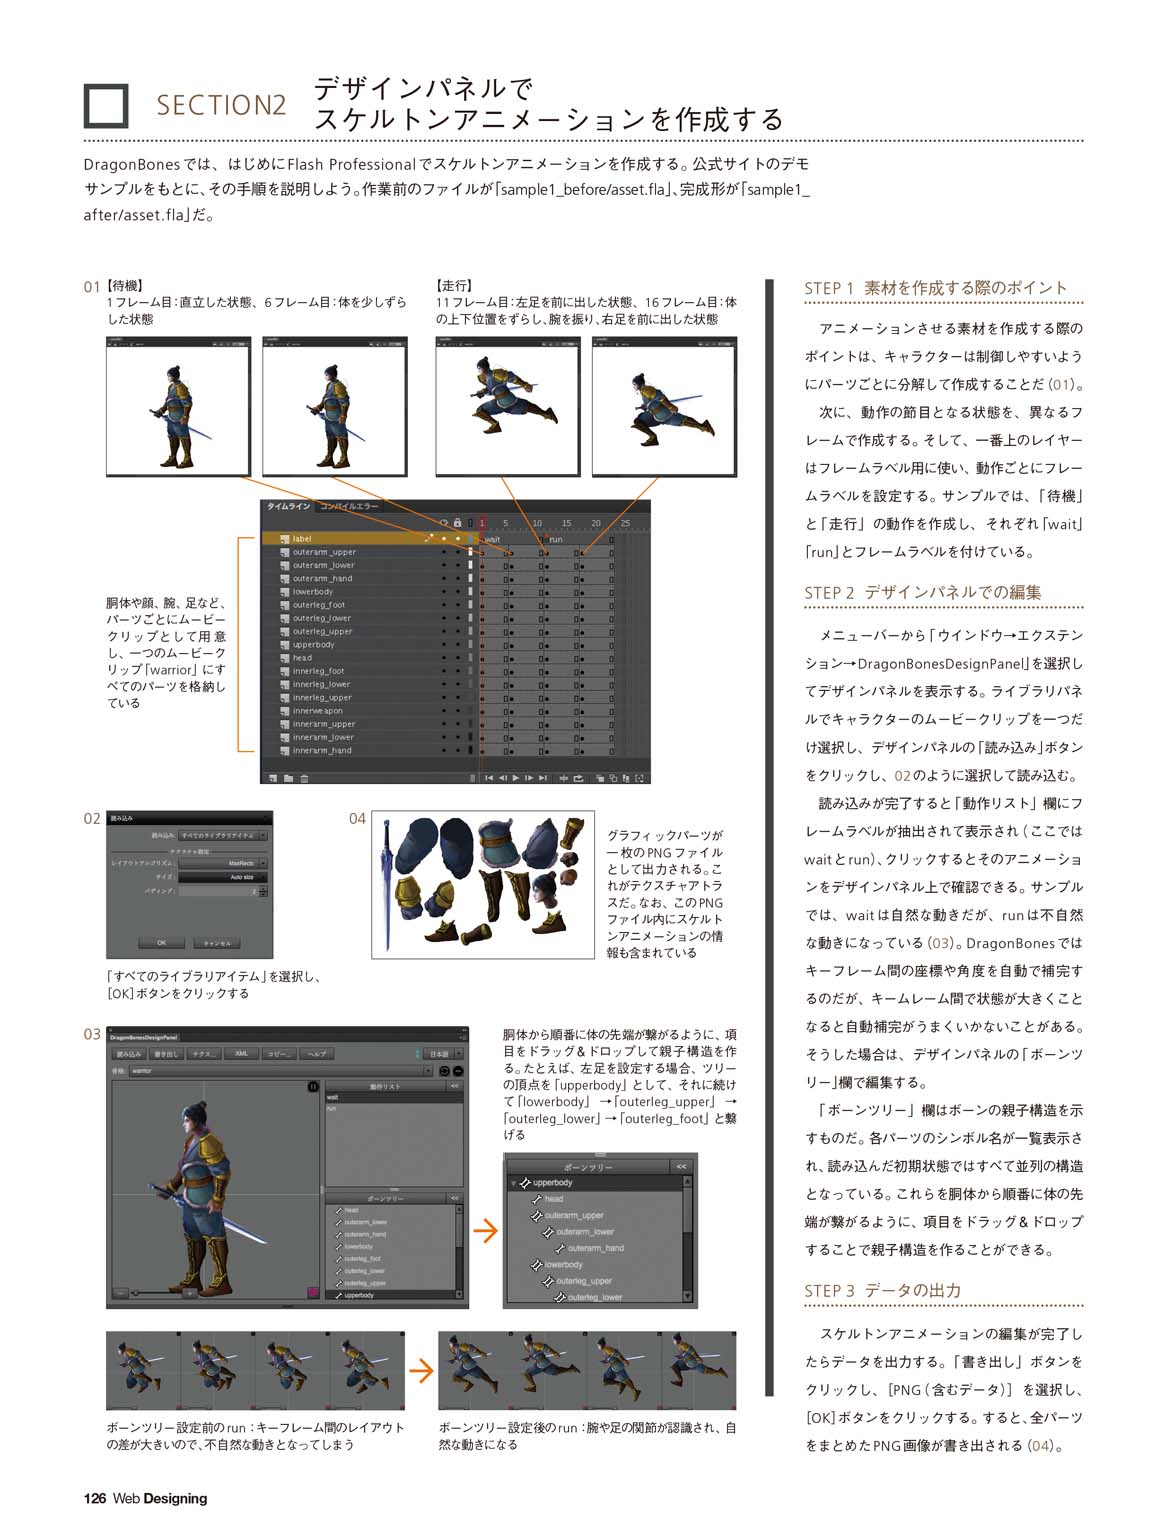 SECTION2
デザインパネルで
スケルトンアニメーションを作成する
DragonBonesでは、はじめにFlash Professionalでスケルトンアニメーションを作成する。公式サイトのデモ
サンプルをもとに、その手順を説明しよう。作業前のファイルが「sample1_before/asset.fla」、完成形が「sample1_
after/asset.fla」だ。
01
【待機】
1フレーム目：直立した状態、6フレーム目：体を少しずら
した状態
【走行】
11フレーム目：左足を前に出した状態、16フレーム目：体
の上下位置をずらし、腕を振り、右足を前に出した状態
タイムライン コンパイルエラー
1 5 10 15 20 25
label wait run
outerarm_upper
outerarm_lower
outerarm_hand
lowerbody
outerleg_foot
outerleg_lower
outerleg_upper
upperbody
head
innerleg_foot
innerleg_lower
innerleg_upper
innerweapon
innerarm_upper
innerarm_lower
innerarm_hand
胴体や顔、腕、足など、
パーツごとにムービー
クリップとして用意
し、一つのムービーク
リップ「warrior」にす
べてのパーツを格納し
ている
02
読み込み
読み込み: すべてのライブラリアイテム
テクスチャ設定
レイアウトアルゴリズム: MaxRects
サイズ: Auto size
パディング: 2
OK キャンセル
「すべてのライブラリアイテム」を選択し、
［OK］ボタンをクリックする
04
グラフィックパーツが
一枚のPNGファイル
として出力される。こ
れがテクスチャアトラ
スだ。なお、このPNG
ファイル内にスケルト
ンアニメーションの情
報も含まれている
03
DragonBonesDesignPanel
読み込み 書き出し テクス... XML コピー... ヘルプ 日本語
骨格: warrior
動作リスト <<
wait
run
ボーンツリー <<
head
outerarm_lower
outerarm_hand
lowerbody
outerleg_foot
outerleg_lower
outerleg_upper
upperbody
胴体から順番に体の先端が繋がるように、項
目をドラッグ＆ドロップして親子構造を作
る。たとえば、左足を設定する場合、ツリー
の頂点を「upperbody」として、それに続け
て「lowerbody」→「outerleg_upper」→
「outerleg_lower」→「outerleg_foot」と繋
げる
ボーンツリー <<
upperbody
head
outerarm_upper
outerarm_lower
outerarm_hand
lowerbody
outerleg_upper
outerleg_lower
ボーンツリー設定前のrun：キーフレーム間のレイアウト
の差が大きいので、不自然な動きとなってしまう
ボーンツリー設定後のrun：腕や足の関節が認識され、自
然な動きになる
STEP 1 素材を作成する際のポイント
アニメーションさせる素材を作成する際の
ポイントは、キャラクターは制御しやすいよう
にパーツごとに分解して作成することだ（01）。
次に、動作の節目となる状態を、異なるフ
レームで作成する。そして、一番上のレイヤー
はフレームラベル用に使い、動作ごとにフレー
ムラベルを設定する。サンプルでは、「待機」
と「走行」の動作を作成し、それぞれ「wait」
「run」とフレームラベルを付けている。
STEP 2 デザインパネルでの編集
メニューバーから「ウインドウ→エクステン
ション→DragonBonesDesignPanel」を選択し
てデザインパネルを表示する。ライブラリパネ
ルでキャラクターのムービークリップを一つだ
け選択し、デザインパネルの「読み込み」ボタン
をクリックし、02のように選択して読み込む。
読み込みが完了すると「動作リスト」欄にフ
レームラベルが抽出されて表示され（ここでは
waitとrun）、クリックするとそのアニメーショ
ンをデザインパネル上で確認できる。サンプル
では、waitは自然な動きだが、runは不自然
な動きになっている（03）。DragonBonesでは
キーフレーム間の座標や角度を自動で補完す
るのだが、キームレーム間で状態が大きくこと
なると自動補完がうまくいかないことがある。
そうした場合は、デザインパネルの「ボーンツ
リー」欄で編集する。
「ボーンツリー」欄はボーンの親子構造を示
すものだ。各パーツのシンボル名が一覧表示さ
れ、読み込んだ初期状態ではすべて並列の構造
となっている。これらを胴体から順番に体の先
端が繋がるように、項目をドラッグ＆ドロップ
することで親子構造を作ることができる。
STEP 3 データの出力
スケルトンアニメーションの編集が完了し
たらデータを出力する。「書き出し」ボタンを
クリックし、［PNG（含むデータ）］を選択し、
［OK］ボタンをクリックする。すると、全パーツ
をまとめたPNG画像が書き出される（04）。
126 Web Designing